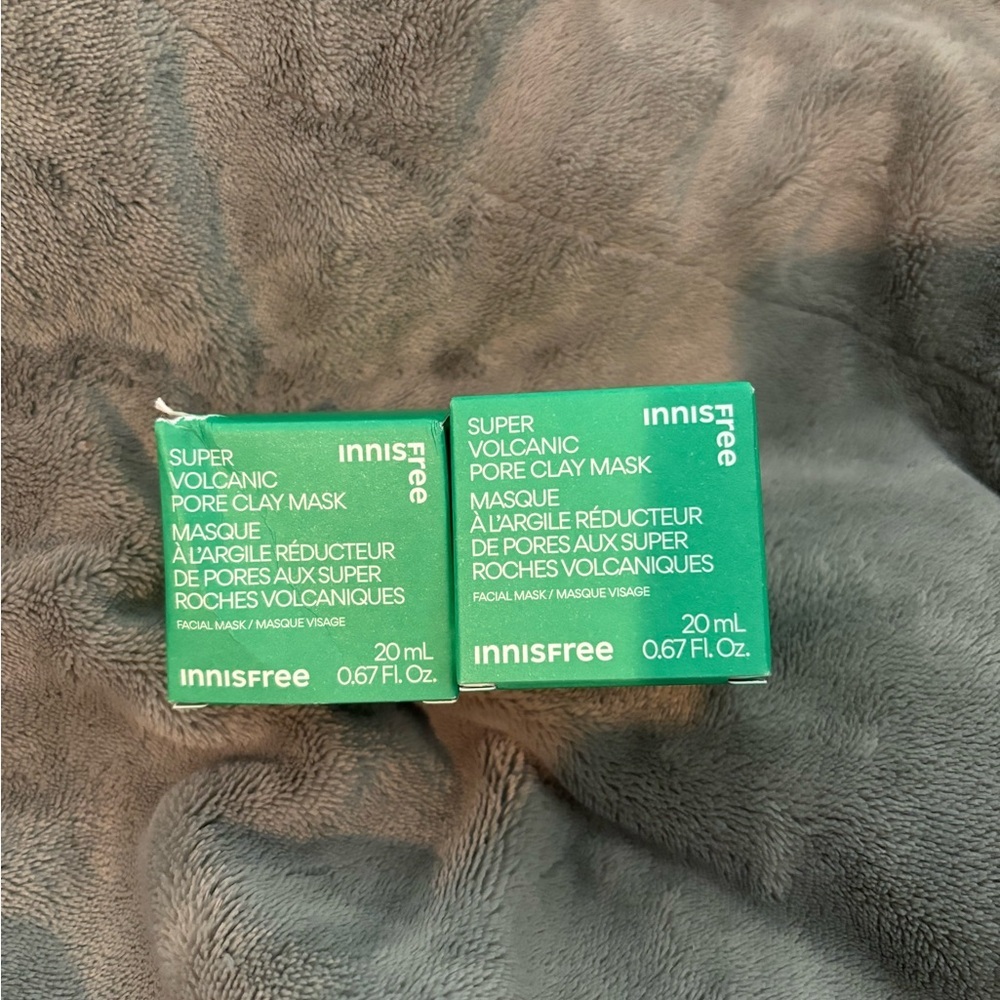 SUPER
VOLCANIC
PORE CLAY MASK
INNISFree
MASQUE
À L'ARGILE RÉDUCTEUR
DE PORES AUX SUPER
ROCHES VOLCANIQUES
FACIAL MASK / MASQUE VISAGE
INNISFree
20 mL
0.67 Fl. Oz.
SUPER
VOLCANIC
PORE CLAY MASK
INNISFree
MASQUE
À L'ARGILE RÉDUCTEUR
DE PORES AUX SUPER
ROCHES VOLCANIQUES
FACIAL MASK / MASQUE VISAGE
INNISFree
20 mL
0.67 Fl. Oz.